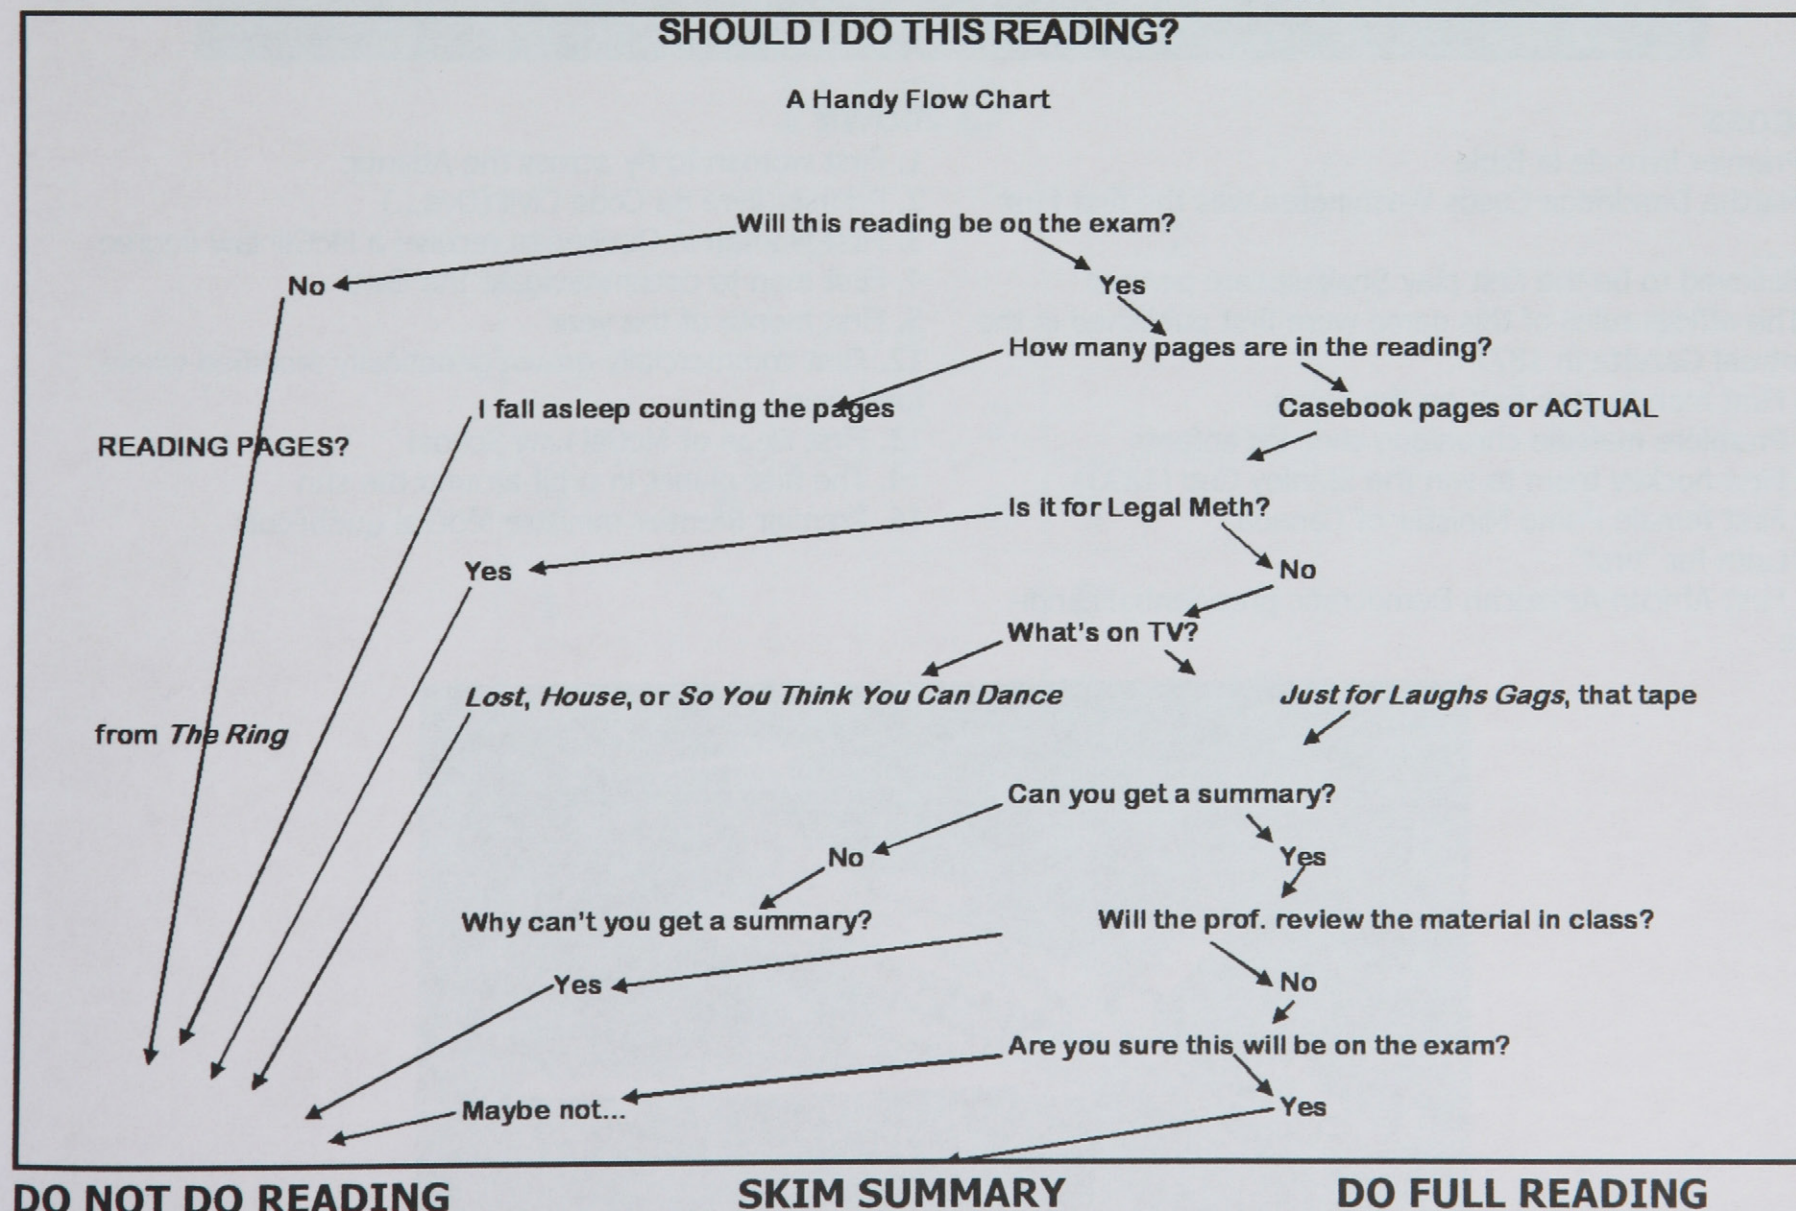 SHOULD I DO THIS READING?
A Handy Flow Chart
Will this reading be on the exam?
No
Yes
How many pages are in the reading?
I fall asleep counting the pages
Casebook pages or ACTUAL
READING PAGES?
Is it for Legal Meth?
Yes
No
What's on TV?
Lost, House, or So You Think You Can Dance
Just for Laughs Gags, that tape
from The Ring
Can you get a summary?
No
Yes
Why can't you get a summary?
Will the prof. review the material in class?
Yes
No
Are you sure this will be on the exam?
Maybe not...
Yes
DO NOT DO READING
SKIM SUMMARY
DO FULL READING